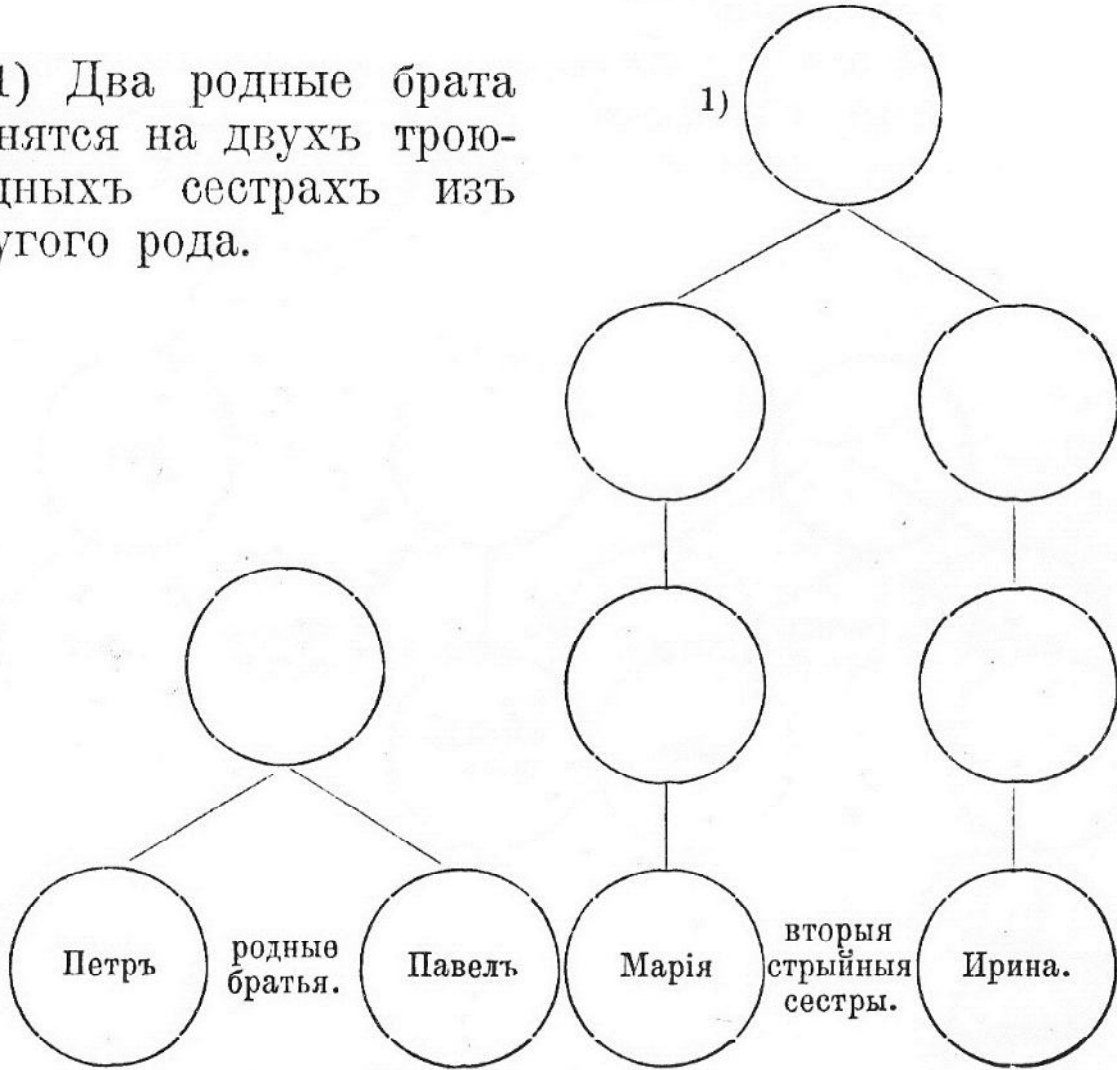 1) Два родные брата
нятся на двухъ трою-
дныхъ сестрахъ изъ
угого рода.
1)
Петръ
родные
братья.
Павелъ
Марія
вторыя
стрыйныя
сестры.
Ирина.